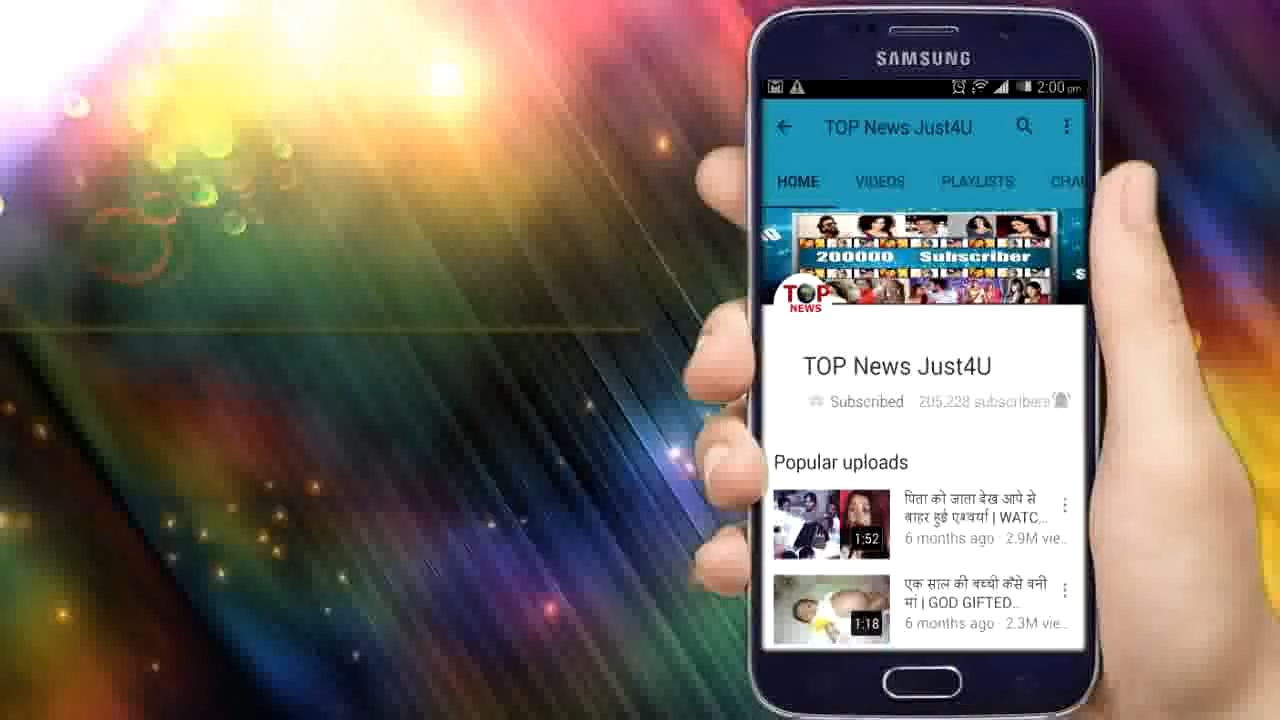 SAMSUNG
2:00 pm
TOP News Just4U
HOME VIDEOS PLAYLISTS CHA
200000 Subscriber
TOP
NEWS
TOP News Just4U
Subscribed 205,228 subscribers
Popular uploads
पिता को जाता देख आपे से
बाहर हुई एश्वर्या | WATC...
6 months ago · 2.9M vie..
1:52
एक साल की बच्ची कैसे बनी
मां | GOD GIFTED...
6 months ago · 2.3M vie..
1:18